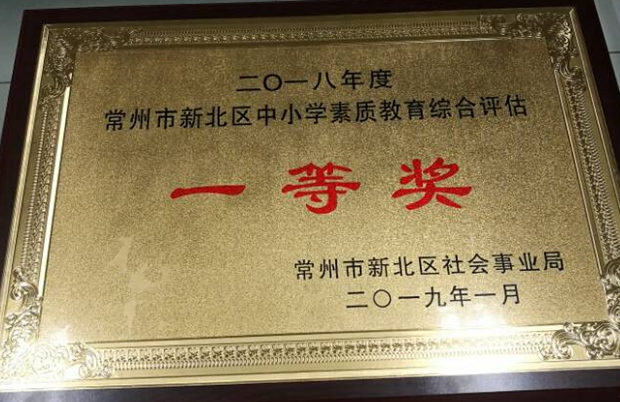 二〇一八年度
常州市新北区中小学素质教育综合评估
一等奖
常州市新北区社会事业局
二〇一九年一月